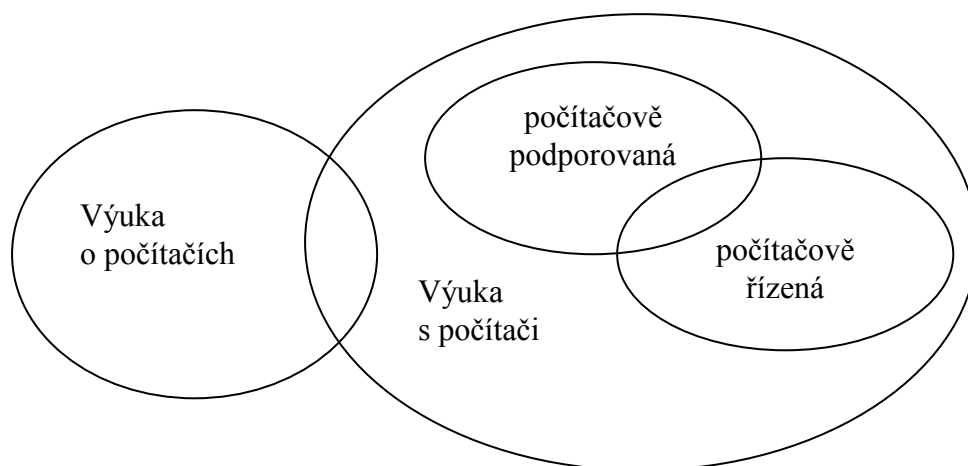 počítačově
podporovaná
Výuka
o počítačích
počítačově
řízená
Výuka
s počítači